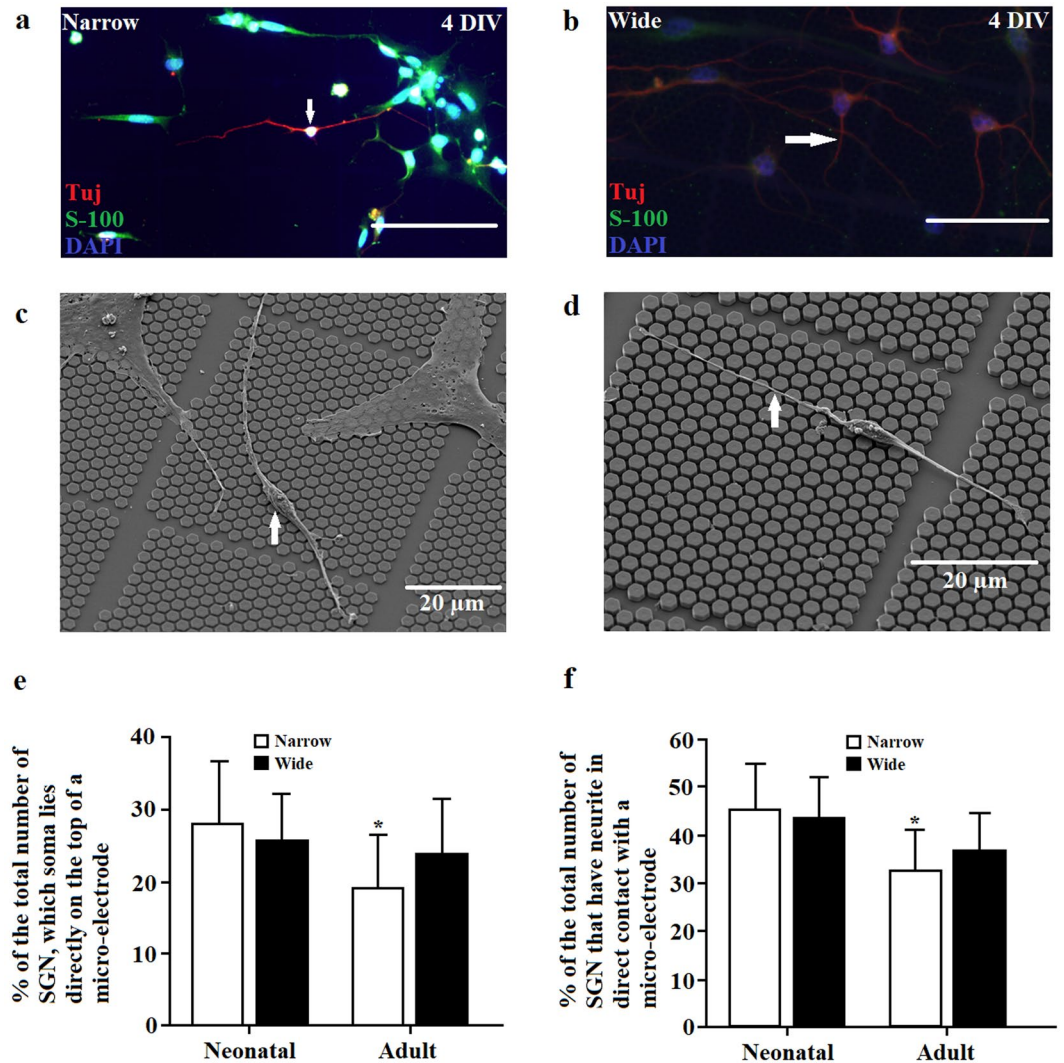 a
Narrow
4 DIV
Tuj
S-100
DAPI
b
Wide
4 DIV
Tuj
S-100
DAPI
c
20 µm
d
20 µm
e
% of the total number of
SGN, which soma lies
directly on the top of a
micro-electrode
40
30
20
10
0
Narrow
Wide
*
Neonatal
Adult
f
% of the total number of
SGN that have neurite in
direct contact with a
micro-electrode
60
50
40
30
20
10
0
Narrow
Wide
*
Neonatal
Adult